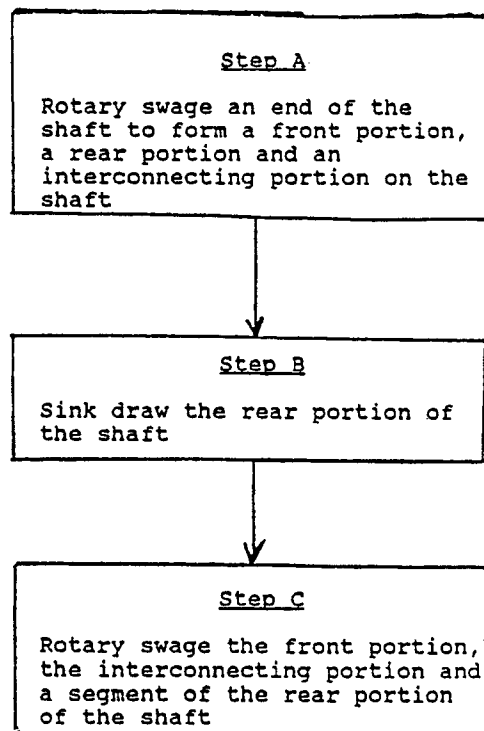 Step A
Rotary swage an end of the
shaft to form a front portion,
a rear portion and an
interconnecting portion on the
shaft
Step B
Sink draw the rear portion of
the shaft
Step C
Rotary swage the front portion,
the interconnecting portion and
a segment of the rear portion
of the shaft